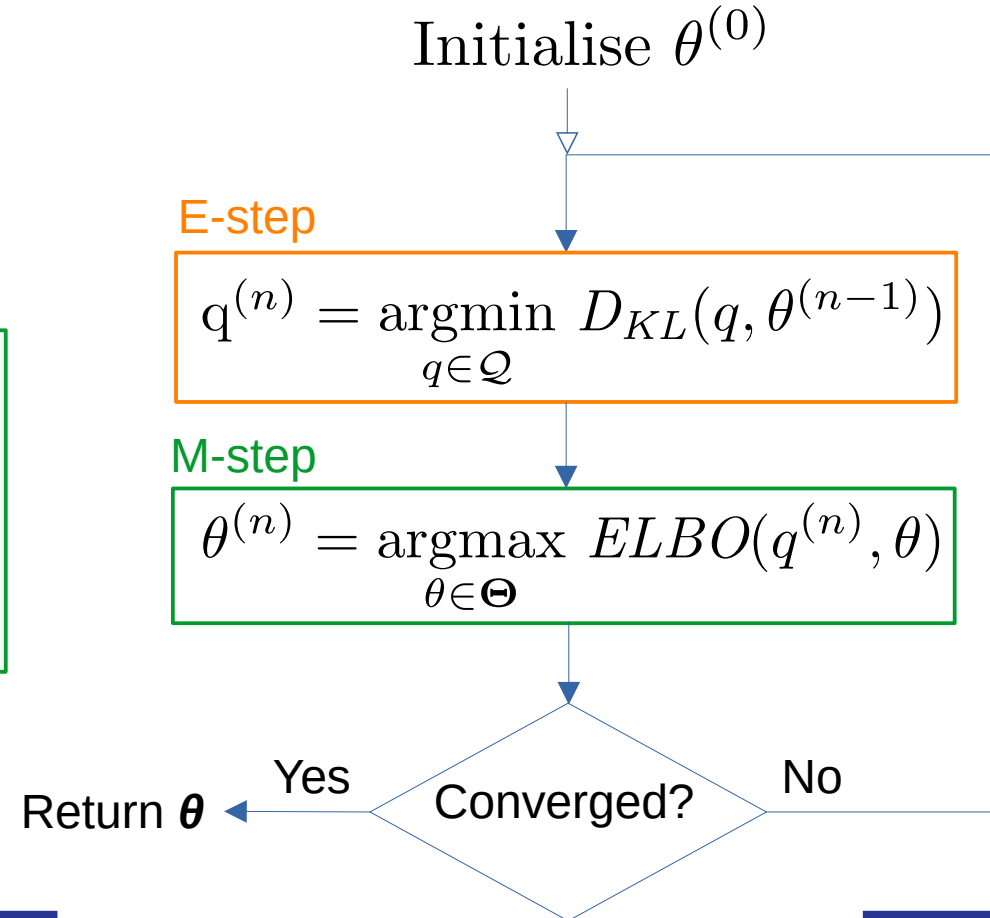 Initialise θ^(0)
E-step
q^(n) = argmin D_KL(q, θ^(n−1))
q∈𝒬
M-step
θ^(n) = argmax ELBO(q^(n), θ)
θ∈Θ
Yes
No
Converged?
Return θ